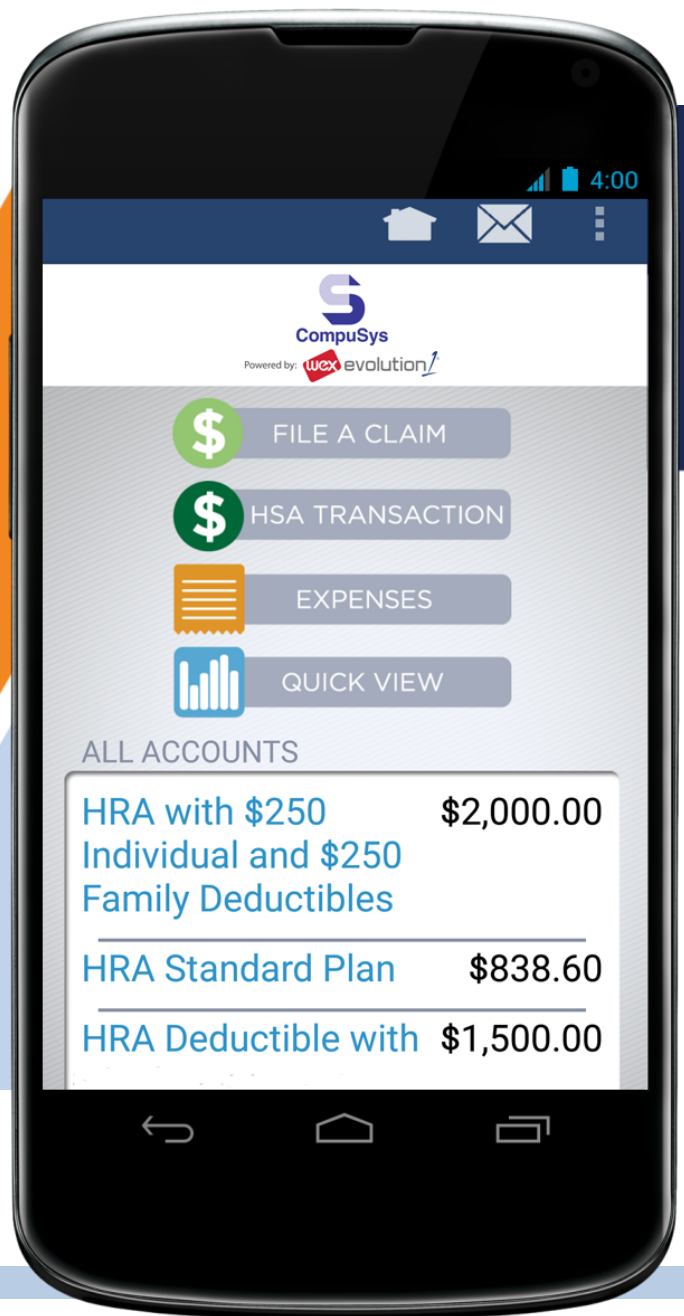 4:00
S
CompuSys
Powered by: wex evolution1
$ FILE A CLAIM
$ HSA TRANSACTION
EXPENSES
QUICK VIEW
ALL ACCOUNTS
HRA with $250 $2,000.00
Individual and $250
Family Deductibles
HRA Standard Plan $838.60
HRA Deductible with $1,500.00